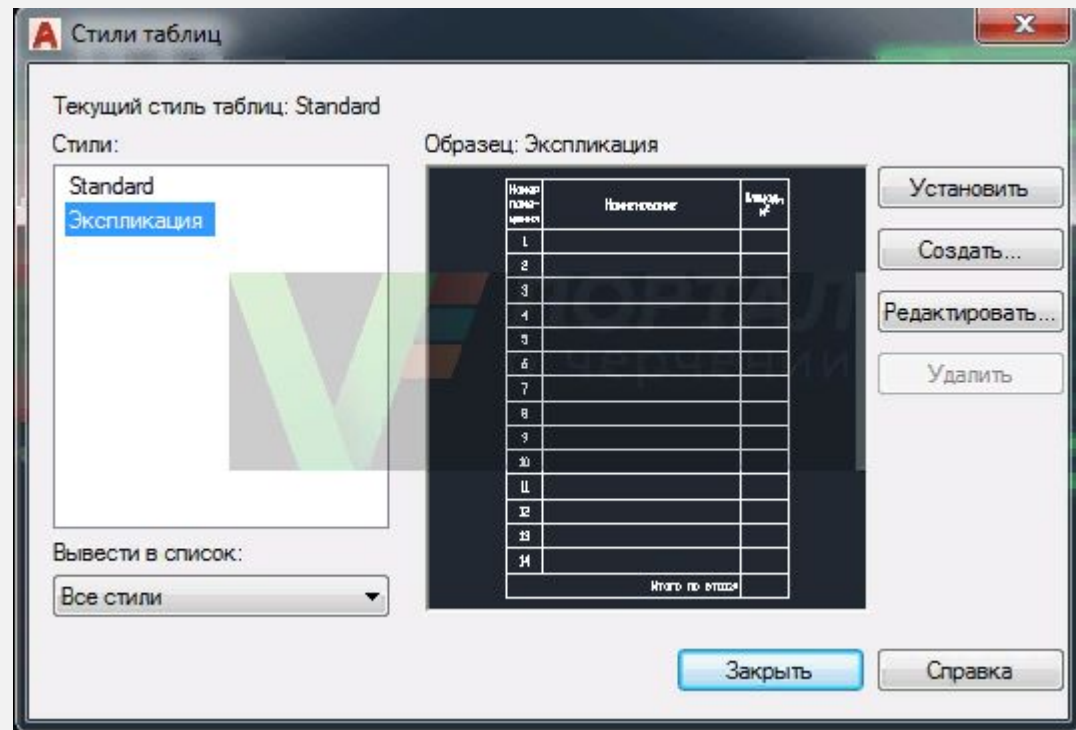 Стили таблиц
Текущий стиль таблиц: Standard
Стили:
Standard
Экспликация
Вывести в список:
Все стили
Образец: Экспликация
Номер
поме-
щения
Наименование
Площадь,
м²
1
2
3
4
5
6
7
8
9
10
11
12
13
14
Итого по этажу
ПОРТАЛ
о черчении
Установить
Создать...
Редактировать...
Удалить
Закрыть
Справка